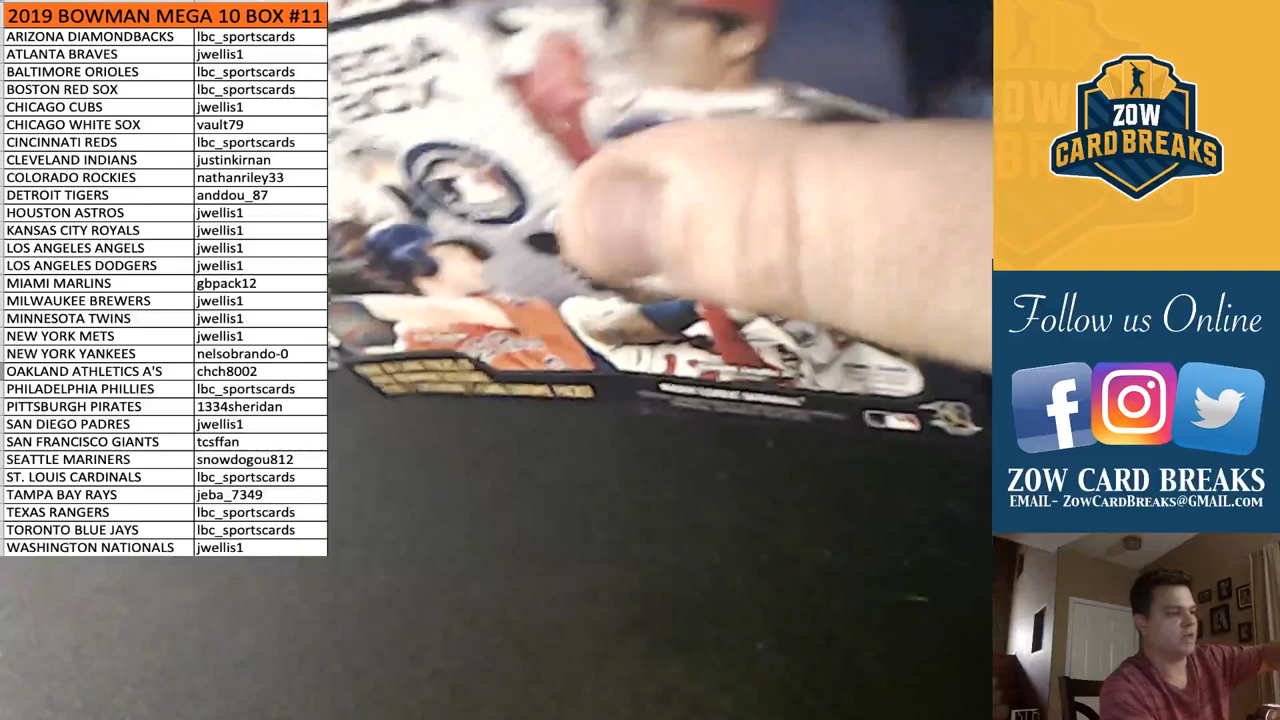 2019 BOWMAN MEGA 10 BOX #11
ARIZONA DIAMONDBACKS lbc_sportscards
ATLANTA BRAVES jwellis1
BALTIMORE ORIOLES lbc_sportscards
BOSTON RED SOX lbc_sportscards
CHICAGO CUBS jwellis1
CHICAGO WHITE SOX vault79
CINCINNATI REDS lbc_sportscards
CLEVELAND INDIANS justinkirnan
COLORADO ROCKIES nathanriley33
DETROIT TIGERS anddou_87
HOUSTON ASTROS jwellis1
KANSAS CITY ROYALS jwellis1
LOS ANGELES ANGELS jwellis1
LOS ANGELES DODGERS jwellis1
MIAMI MARLINS gbpack12
MILWAUKEE BREWERS jwellis1
MINNESOTA TWINS jwellis1
NEW YORK METS jwellis1
NEW YORK YANKEES nelsobrando-0
OAKLAND ATHLETICS A'S chch8002
PHILADELPHIA PHILLIES lbc_sportscards
PITTSBURGH PIRATES 1334sheridan
SAN DIEGO PADRES jwellis1
SAN FRANCISCO GIANTS tcsffan
SEATTLE MARINERS snowdogou812
ST. LOUIS CARDINALS lbc_sportscards
TAMPA BAY RAYS jeba_7349
TEXAS RANGERS lbc_sportscards
TORONTO BLUE JAYS lbc_sportscards
WASHINGTON NATIONALS jwellis1
MEGA
BOX
ZOW
CARD BREAKS
Follow us Online
ZOW CARD BREAKS
EMAIL- ZOWCARDBREAKS@GMAIL.COM